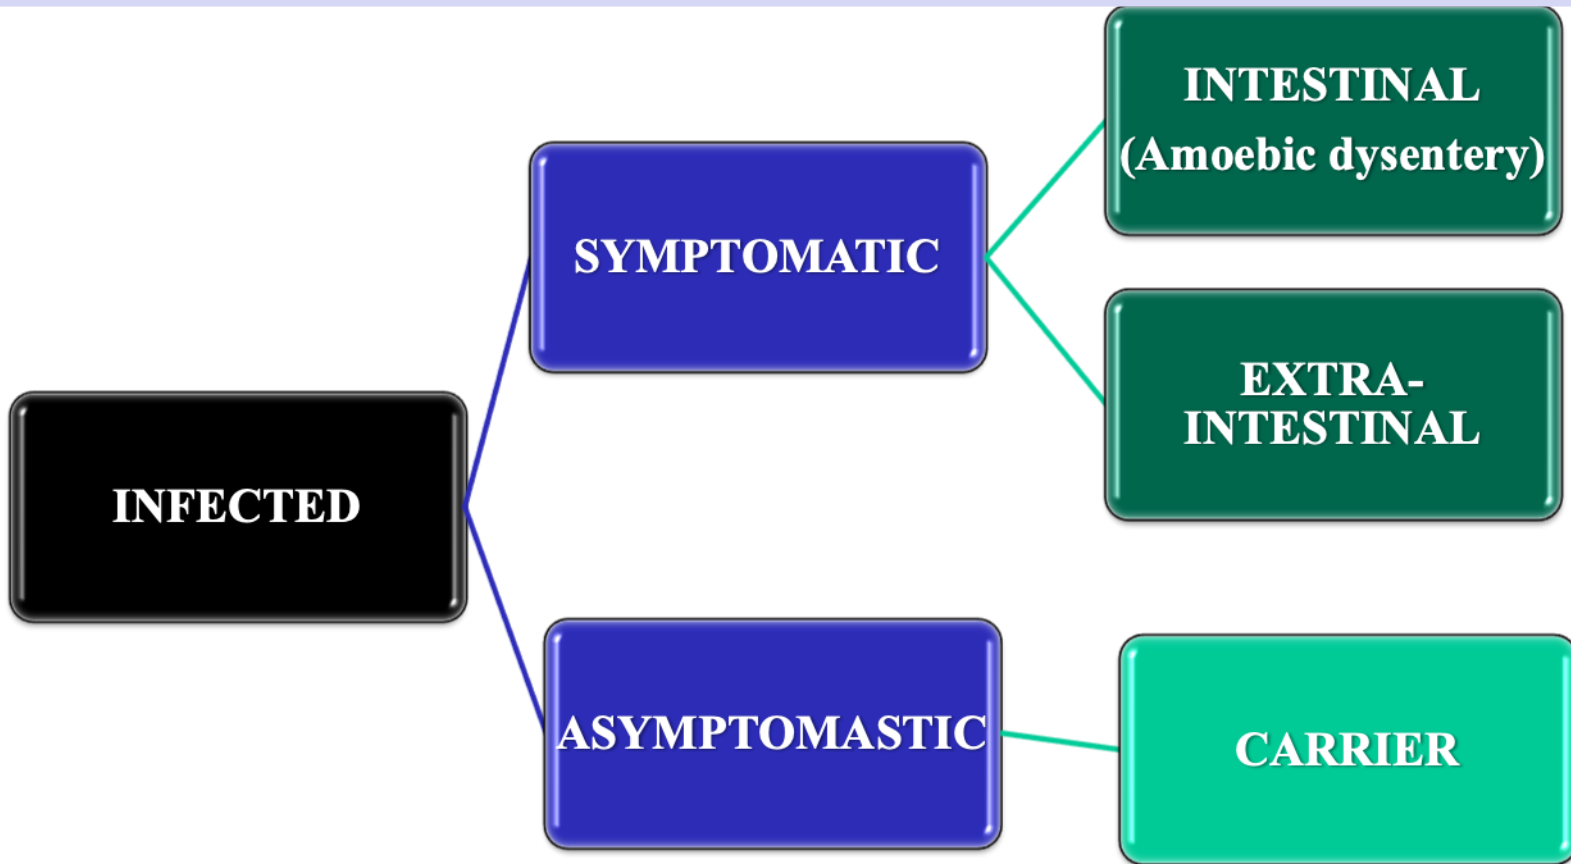 INTESTINAL
(Amoebic dysentery)
SYMPTOMATIC
EXTRA-
INTESTINAL
INFECTED
ASYMPTOMASTIC
CARRIER